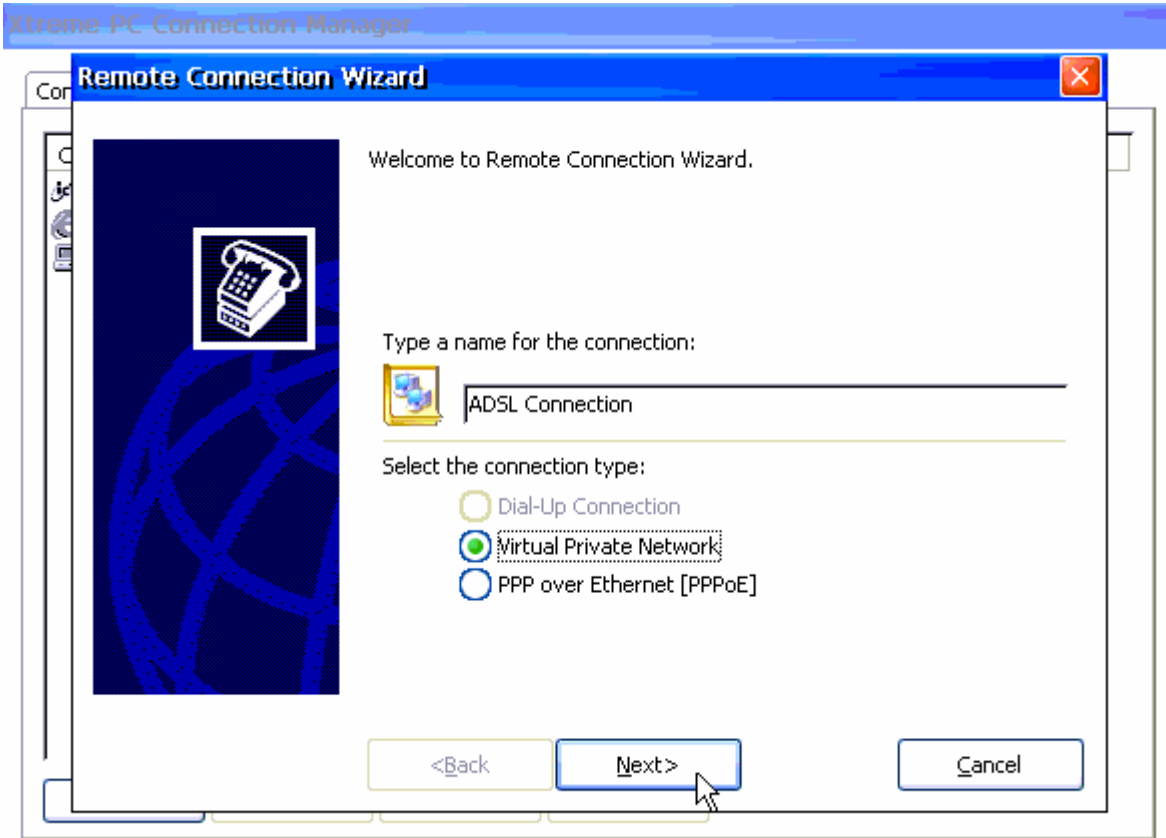 Xtreme PC Connection Manager
Remote Connection Wizard
Welcome to Remote Connection Wizard.
Type a name for the connection:
ADSL Connection
Select the connection type:
Dial-Up Connection
Virtual Private Network
PPP over Ethernet [PPPoE]
<Back Next> Cancel